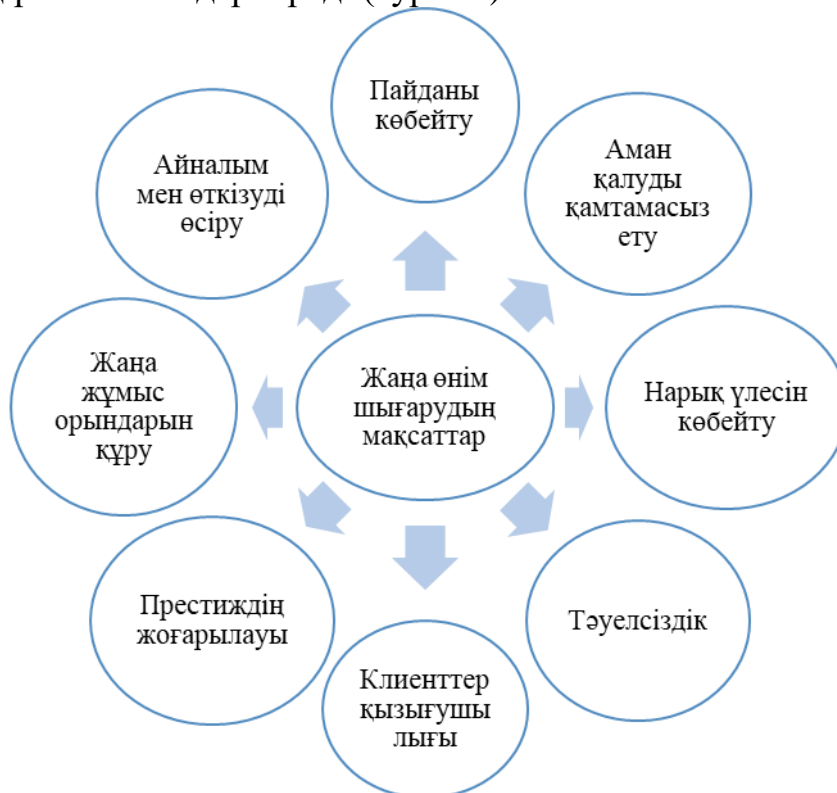 Пайданы
көбейту
Аман
қалуды
қамтамасыз
ету
Нарық үлесін
көбейту
Тәуелсіздік
Клиенттер
қызығушы
лығы
Престиждің
жоғарылауы
Жаңа
жұмыс
орындарын
құру
Айналым
мен өткізуді
өсіру
Жаңа өнім
шығарудың
мақсаттар